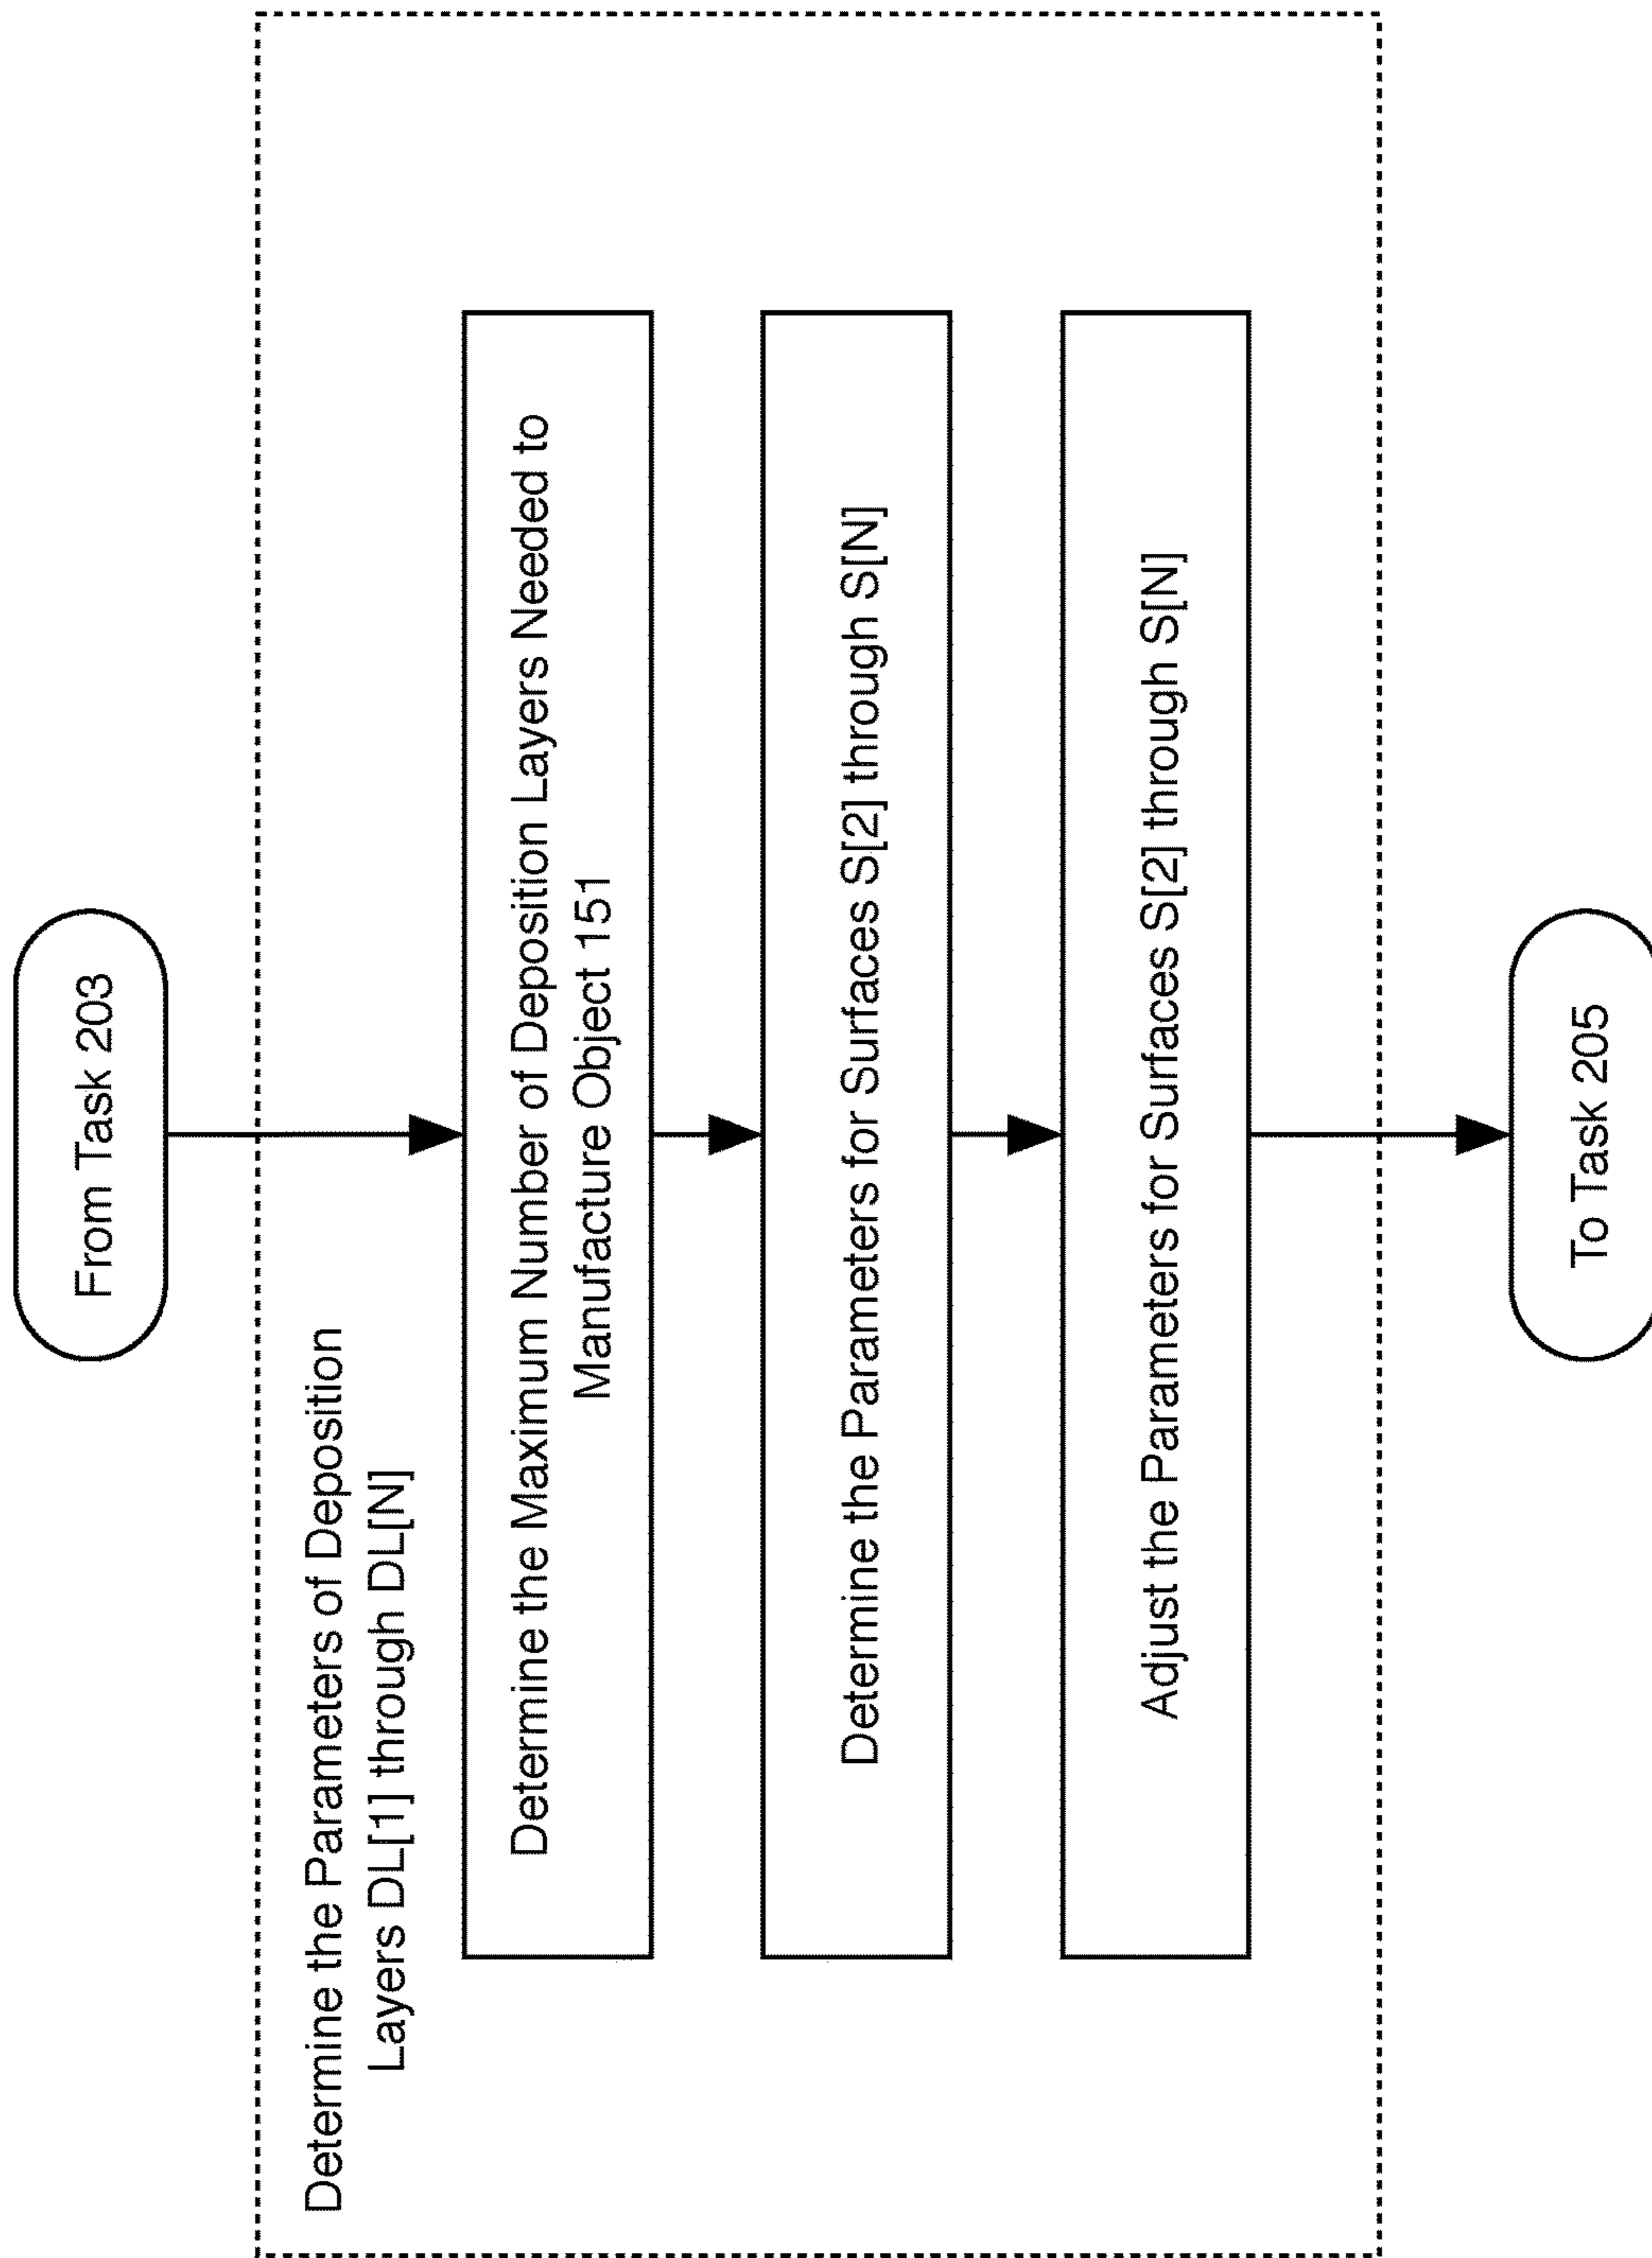 From Task 203
Determine the Parameters of Deposition
Layers DL[1] through DL[N]
Determine the Maximum Number of Deposition Layers Needed to
Manufacture Object 151
Determine the Parameters for Surfaces S[2] through S[N]
Adjust the Parameters for Surfaces S[2] through S[N]
To Task 205